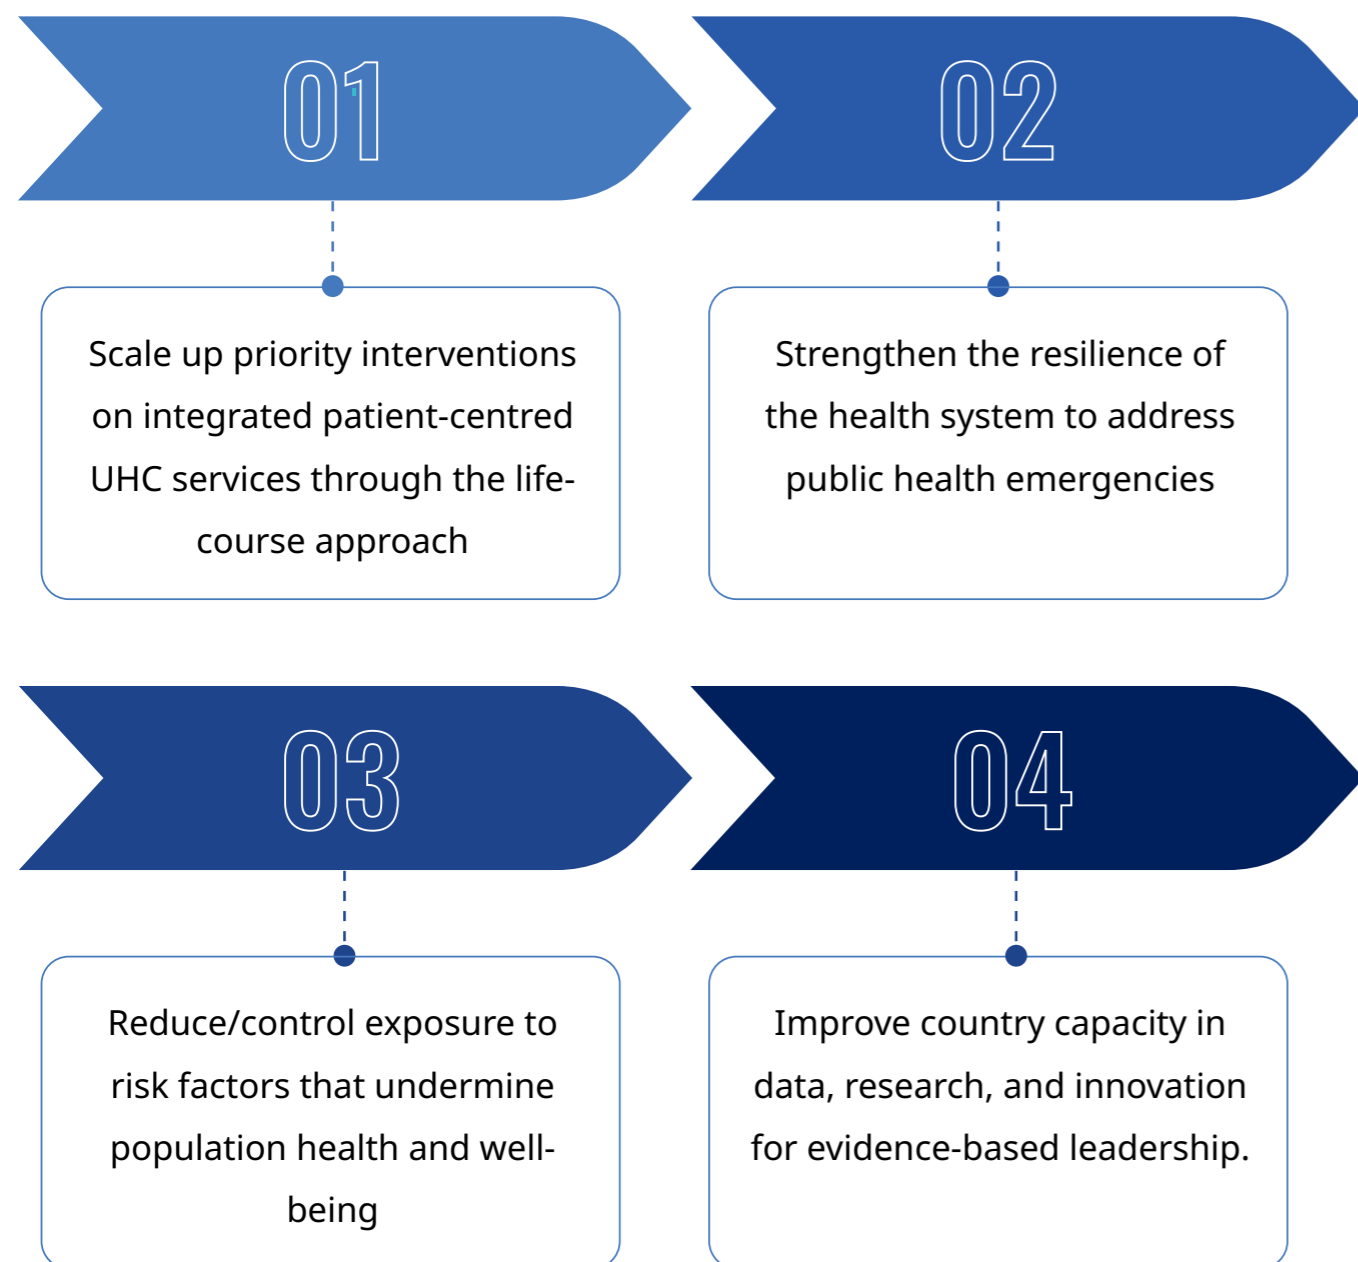 01
Scale up priority interventions
on integrated patient-centred
UHC services through the life-
course approach
02
Strengthen the resilience of
the health system to address
public health emergencies
03
Reduce/control exposure to
risk factors that undermine
population health and well-
being
04
Improve country capacity in
data, research, and innovation
for evidence-based leadership.